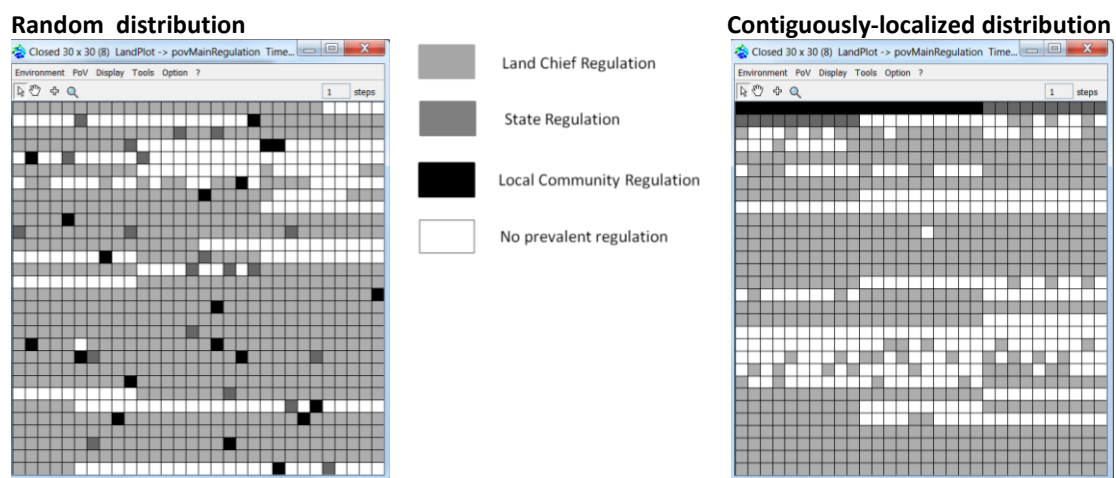 Random distribution
Contiguously-localized distribution
Closed 30 x 30 (8) LandPlot -> povMainRegulation Time...
Environment PoV Display Tools Option ?
1 steps
Land Chief Regulation
State Regulation
Local Community Regulation
No prevalent regulation
Closed 30 x 30 (8) LandPlot -> povMainRegulation Time...
Environment PoV Display Tools Option ?
1 steps